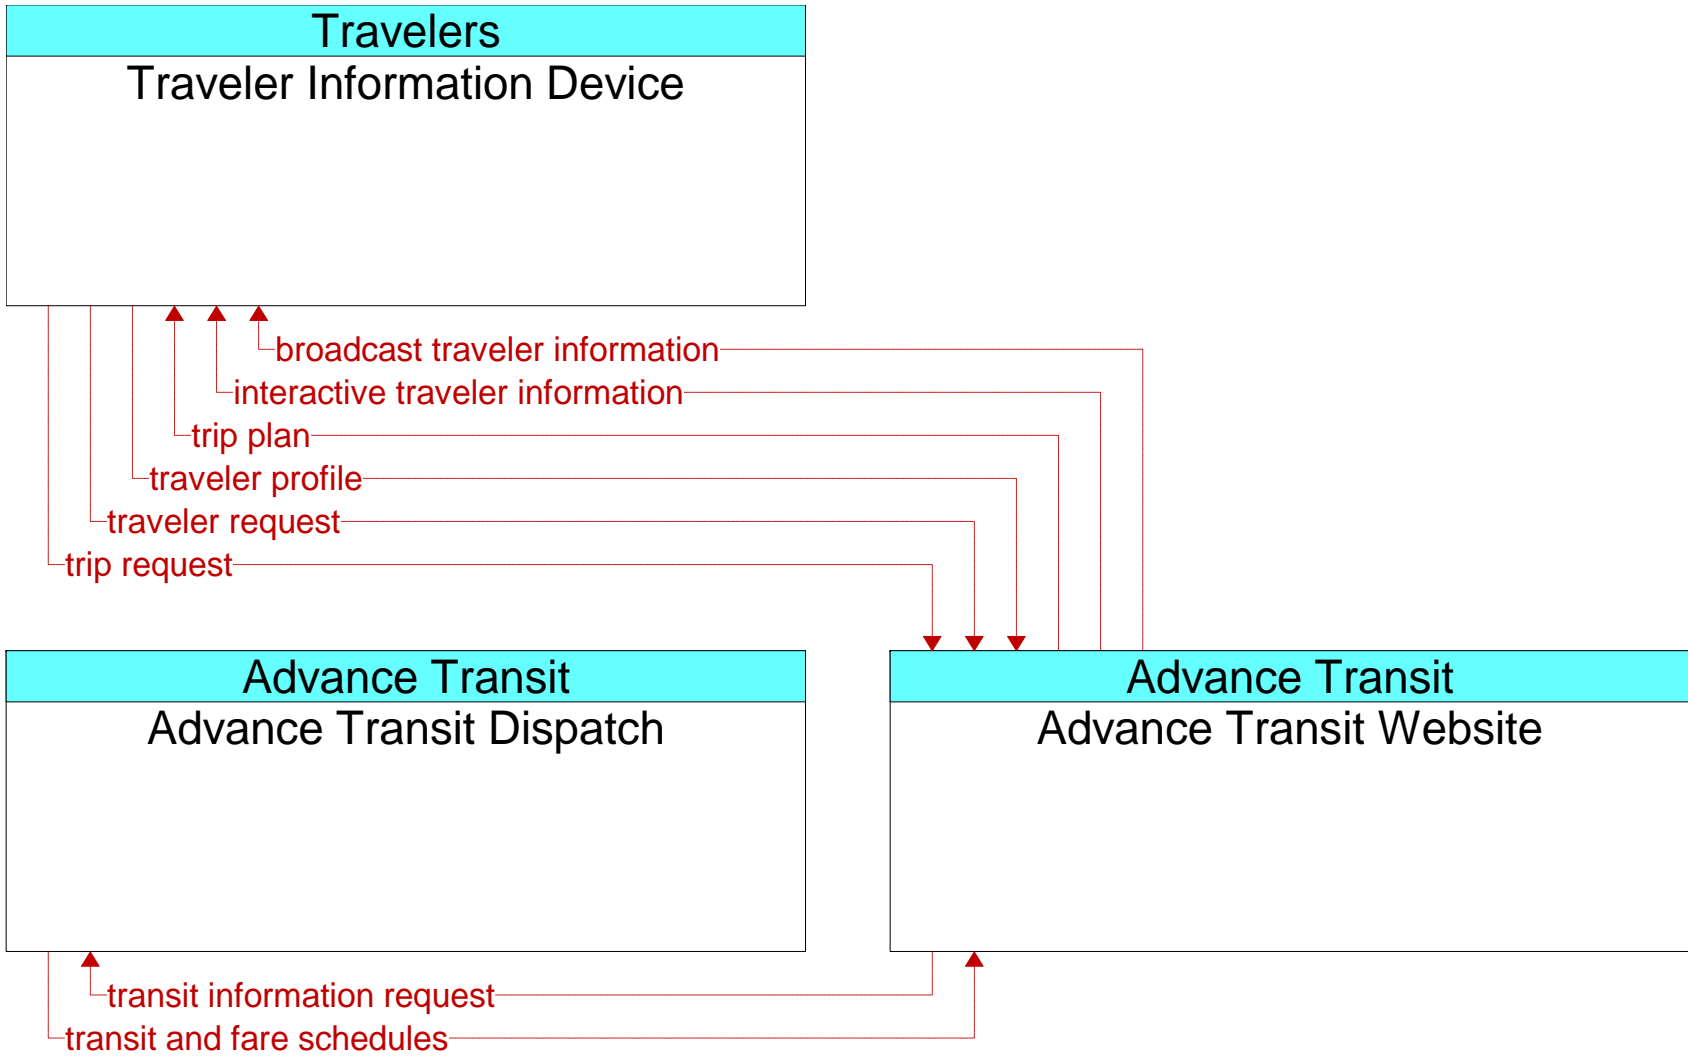 Travelers
Traveler Information Device
broadcast traveler information
interactive traveler information
trip plan
traveler profile
traveler request
trip request
Advance Transit
Advance Transit Dispatch
Advance Transit
Advance Transit Website
transit information request
transit and fare schedules